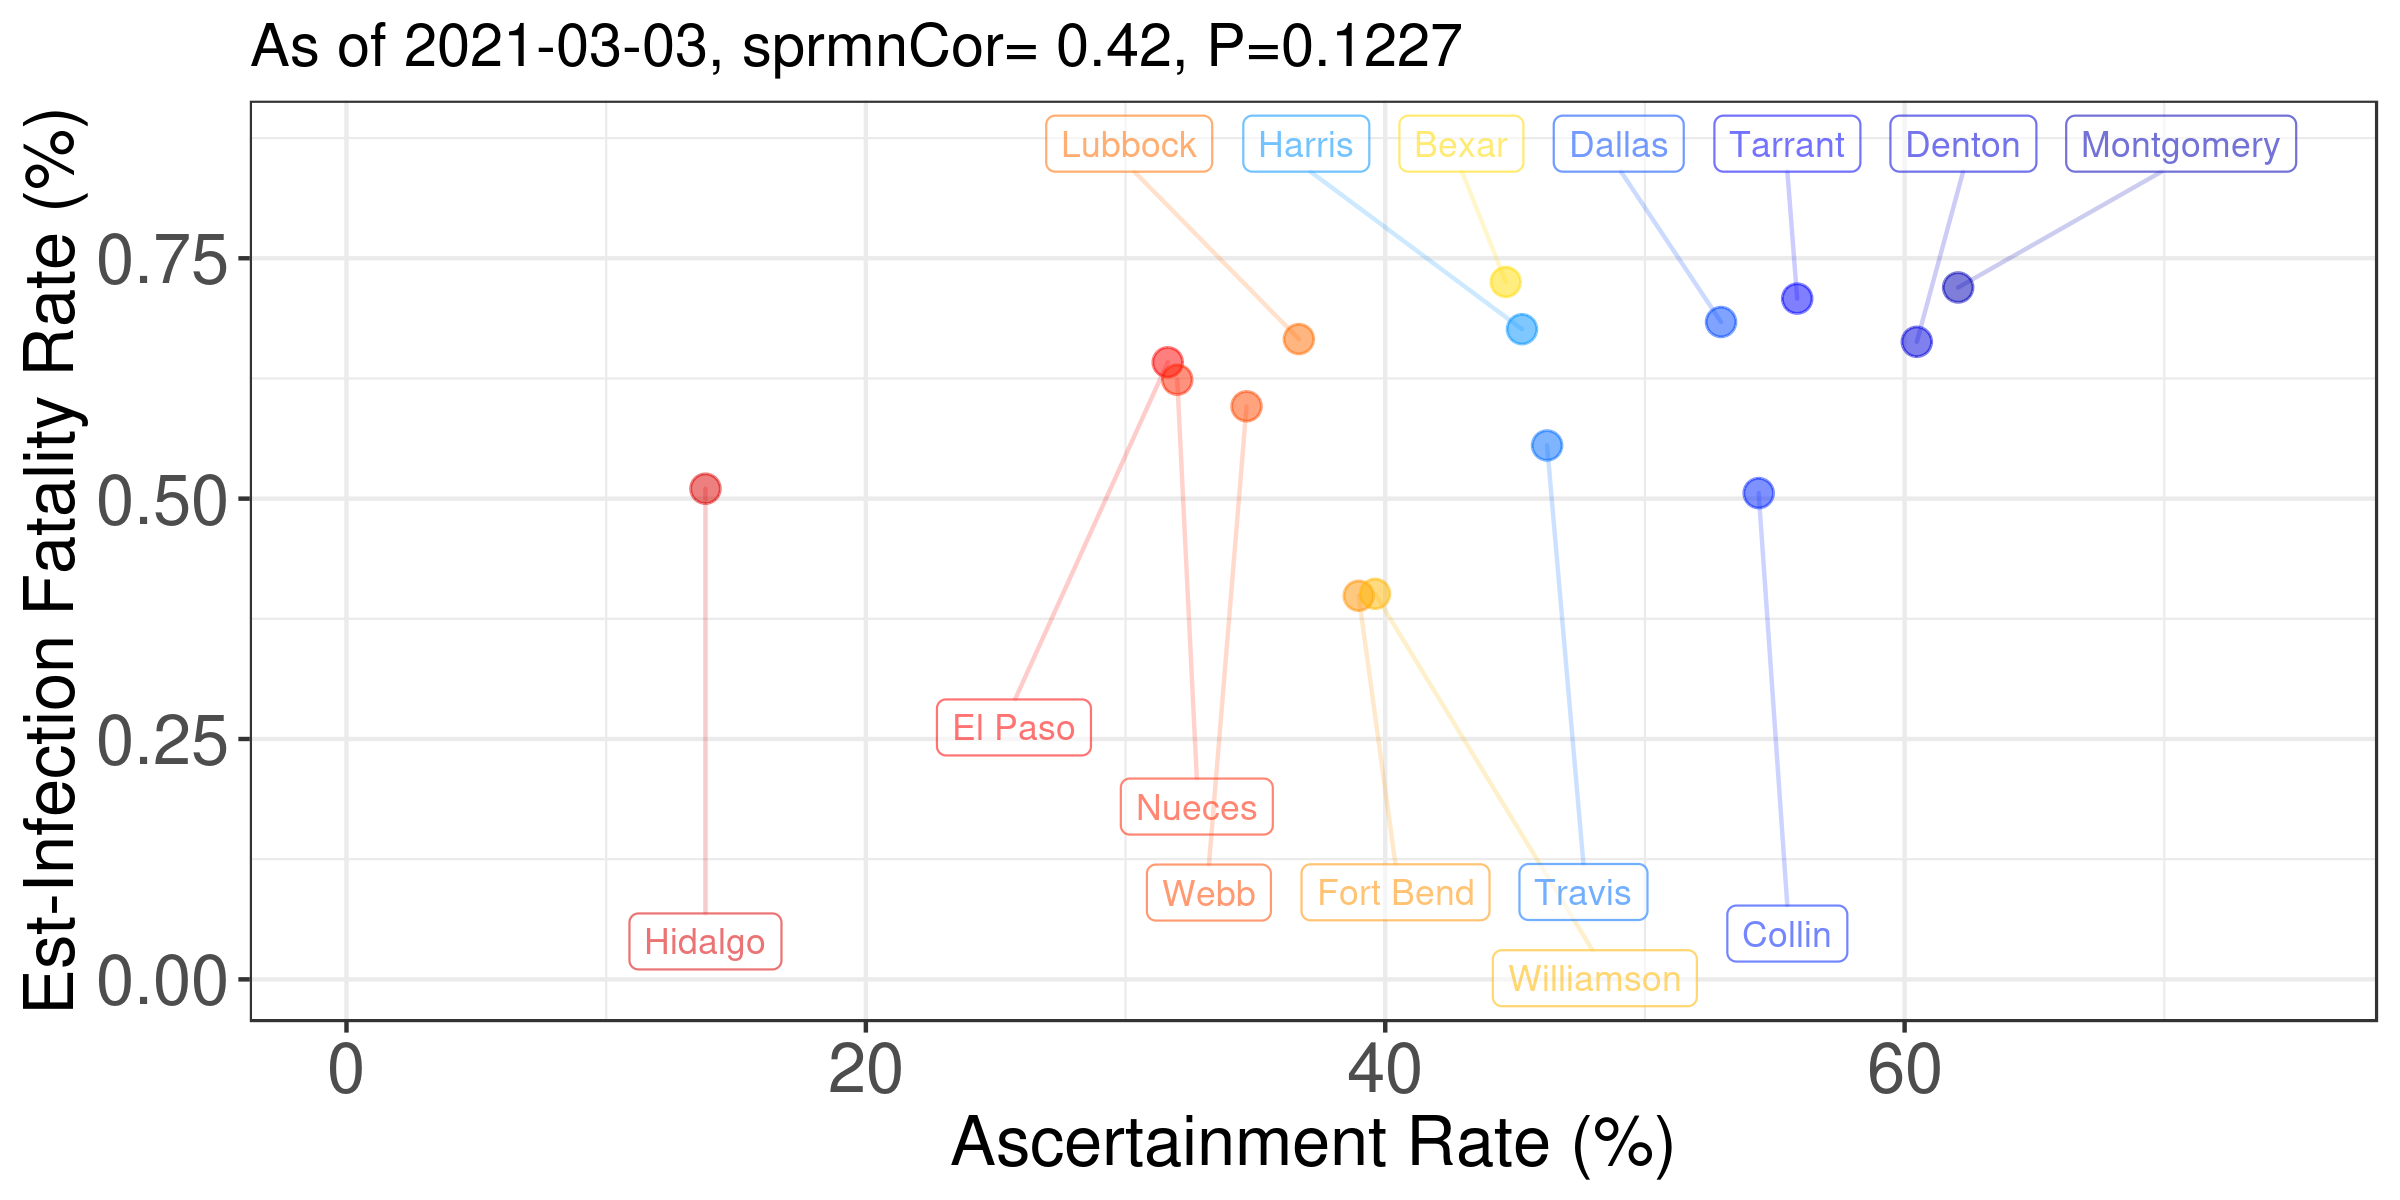 As of 2021-03-03, sprmnCor= 0.42, P=0.1227
Est-Infection Fatality Rate (%)
0.75
0.50
0.25
0.00
Lubbock
Harris
Bexar
Dallas
Tarrant
Denton
Montgomery
El Paso
Nueces
Webb
Fort Bend
Travis
Collin
Hidalgo
Williamson
0
20
40
60
Ascertainment Rate (%)